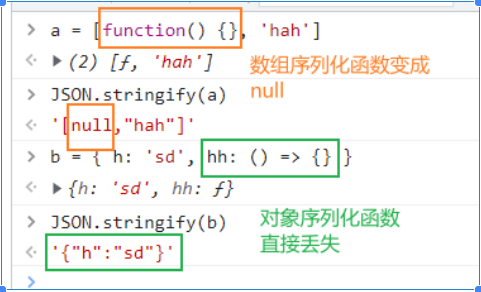 > a = [function() {}, 'hah']
<· ▶ (2) [f, 'hah']
数组序列化函数变成
null
> JSON.stringify(a)
<· '[null,"hah"]'
> b = { h: 'sd', hh: () => {} }
<· ▶ {h: 'sd', hh: f}
> JSON.stringify(b)
<· '{"h":"sd"}'
对象序列化函数
直接丢失
>